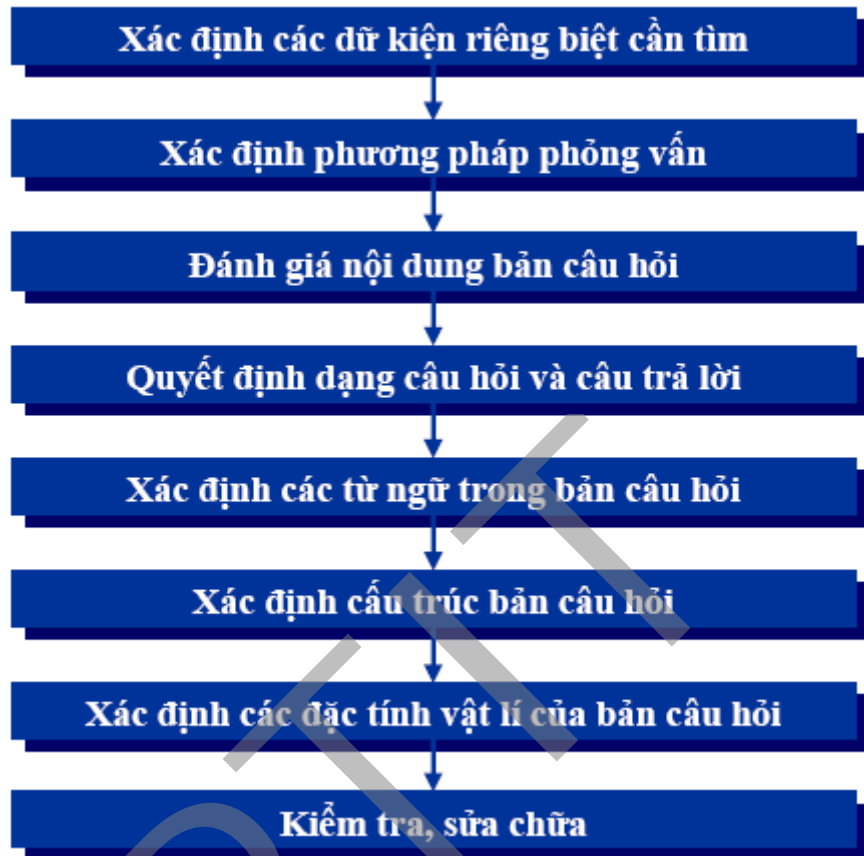 Xác định các dữ kiện riêng biệt cần tìm
Xác định phương pháp phỏng vấn
Đánh giá nội dung bản câu hỏi
Quyết định dạng câu hỏi và câu trả lời
Xác định các từ ngữ trong bản câu hỏi
Xác định cấu trúc bản câu hỏi
Xác định các đặc tính vật lí của bản câu hỏi
Kiểm tra, sửa chữa
PTIT